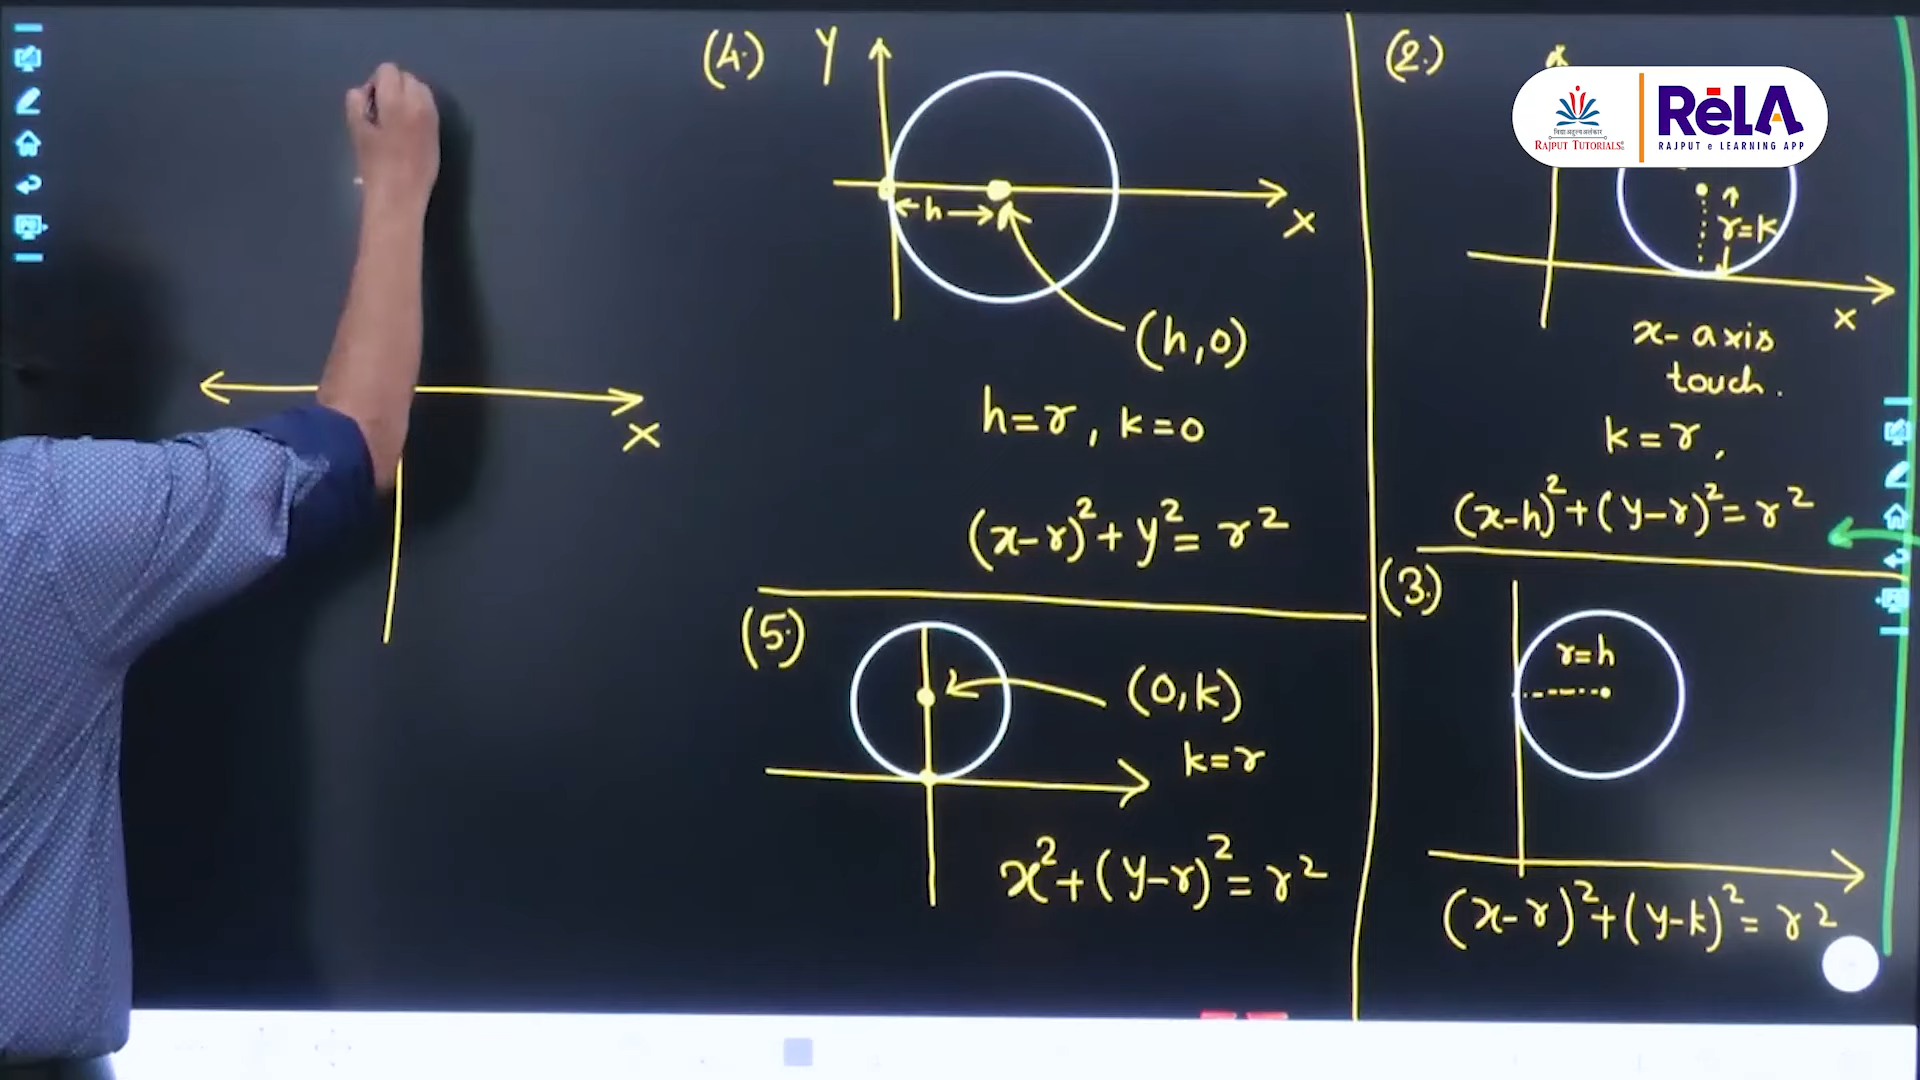 X
(4.)
Y
X
←h→
(h,0)
h=r, k=0
(x-r)²+y²=r²
(5.)
(0,k)
k=r
x²+(y-r)²=r²
(2.)
RAJPUT TUTORIALS
RēLA
RAJPUT e LEARNING APP
r=k
X
x-axis
touch.
k=r,
(x-h)²+(y-r)²=r²
(3.)
r=h
(x-r)²+(y-k)²=r²